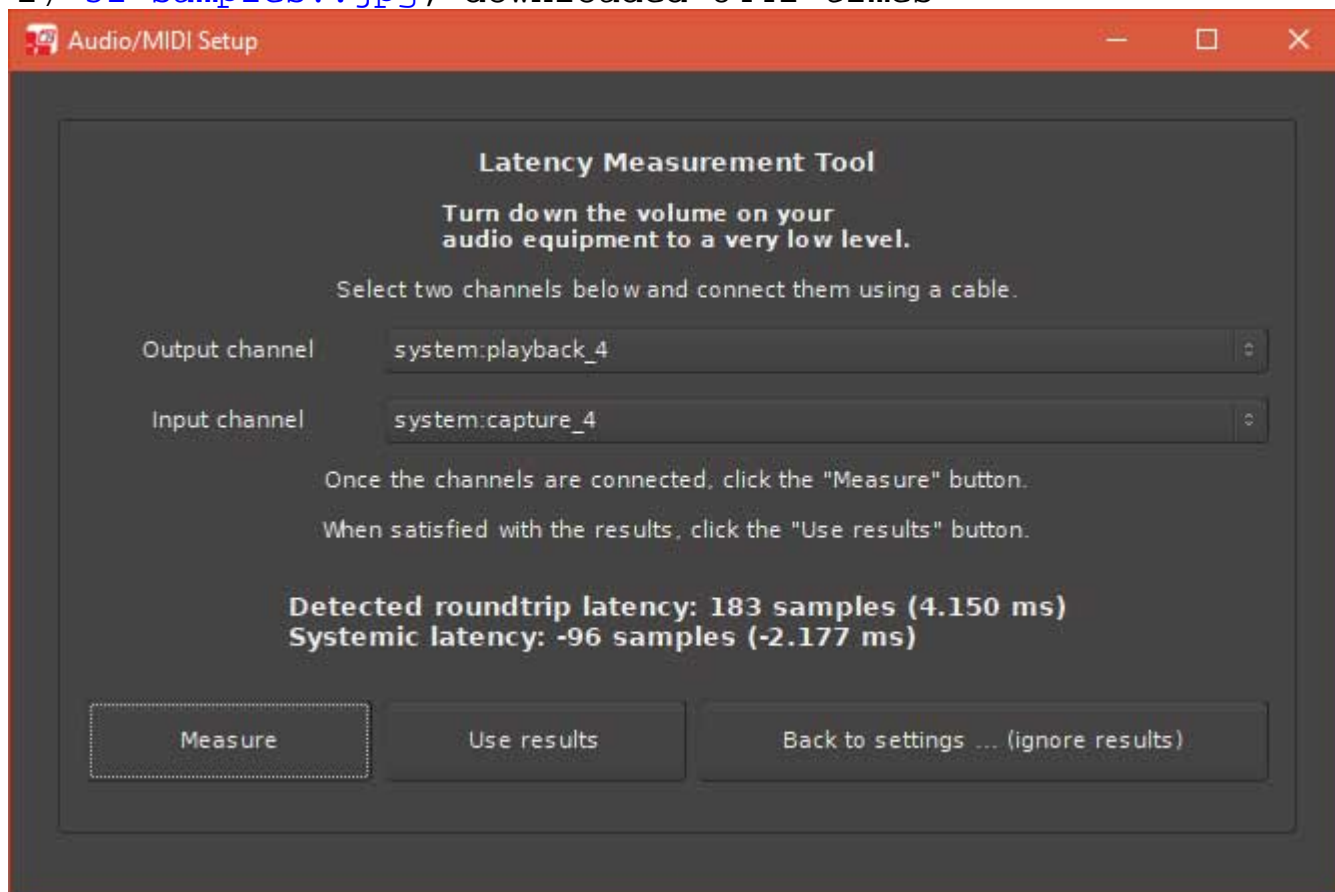 Audio/MIDI Setup
Latency Measurement Tool
Turn down the volume on your
audio equipment to a very low level.
Select two channels below and connect them using a cable.
Output channel system:playback_4
Input channel system:capture_4
Once the channels are connected, click the "Measure" button.
When satisfied with the results, click the "Use results" button.
Detected roundtrip latency: 183 samples (4.150 ms)
Systemic latency: -96 samples (-2.177 ms)
Measure Use results Back to settings ... (ignore results)